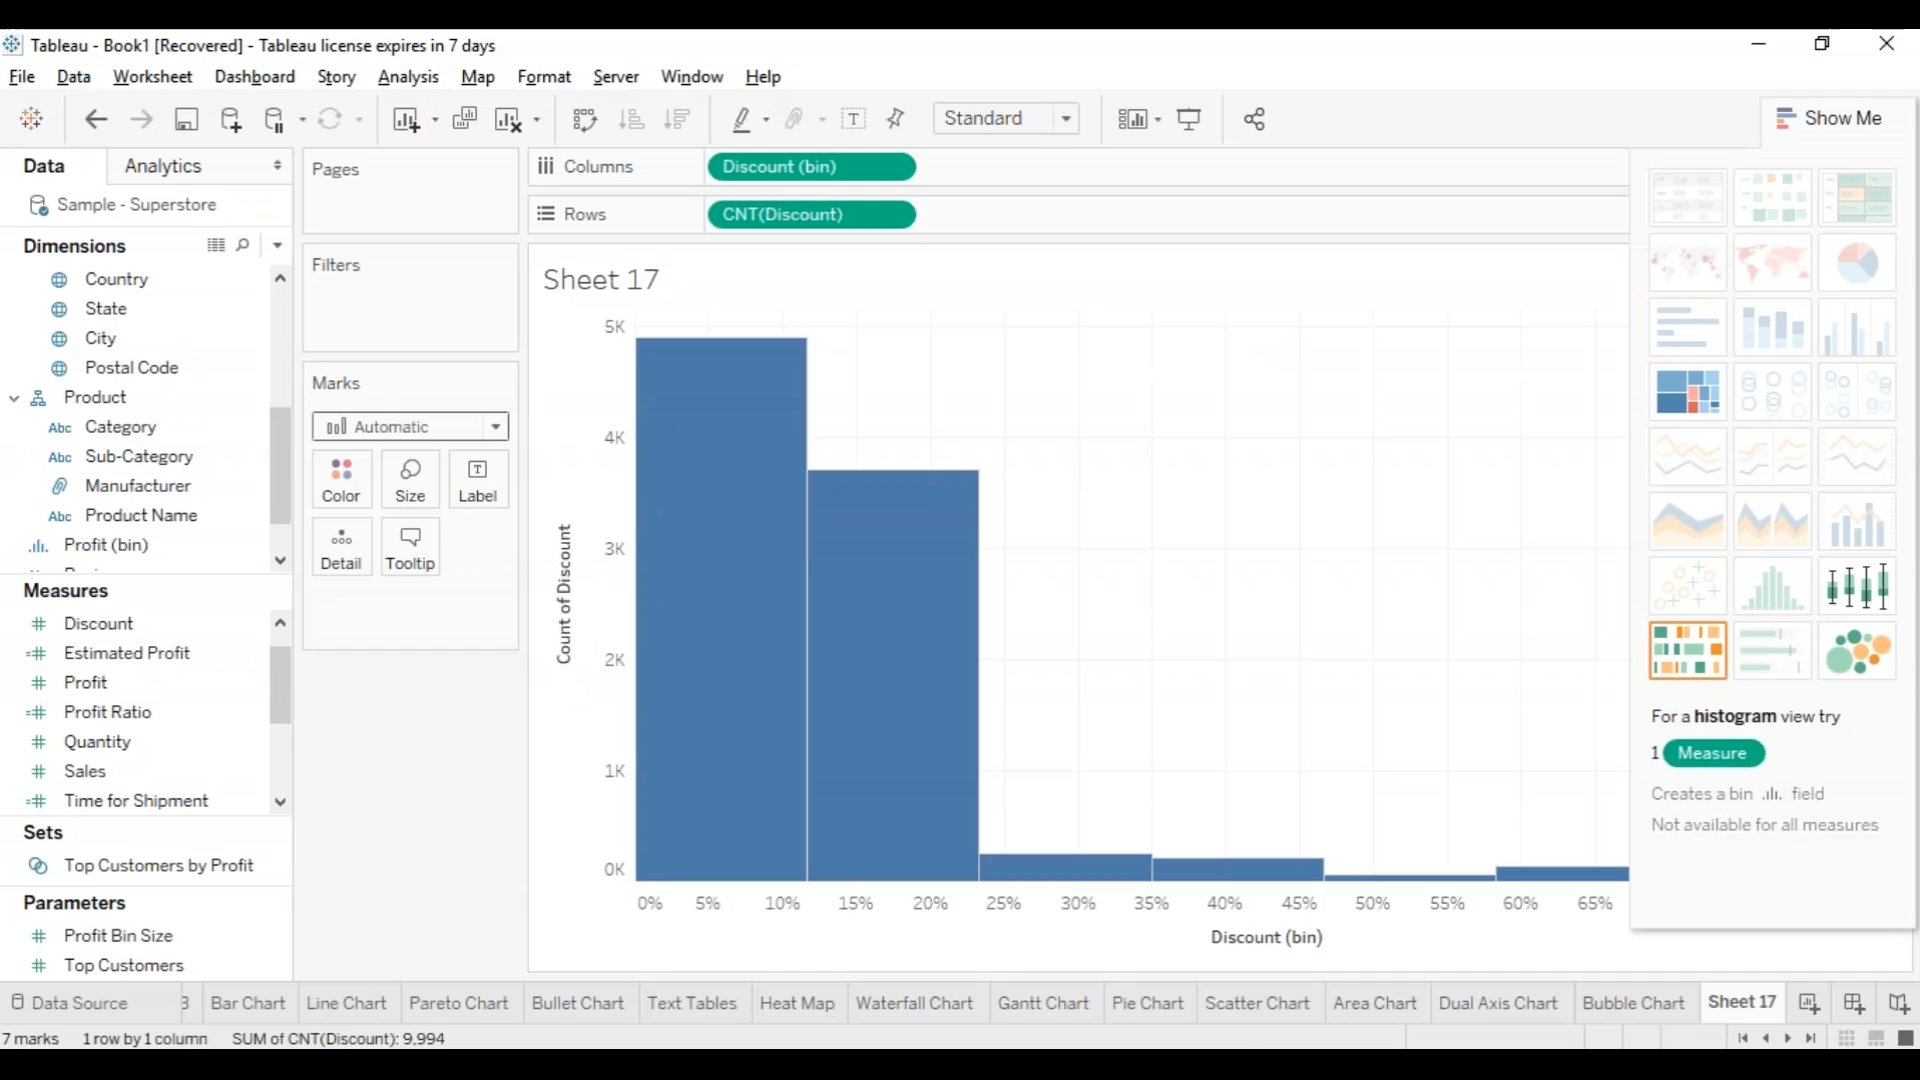 Tableau - Book1 [Recovered] - Tableau license expires in 7 days
File Data Worksheet Dashboard Story Analysis Map Format Server Window Help
Standard
Show Me
Data Analytics
Sample - Superstore
Dimensions
Country
State
City
Postal Code
Product
Abc Category
Abc Sub-Category
Manufacturer
Abc Product Name
Profit (bin)
Measures
Discount
Estimated Profit
Profit
Profit Ratio
Quantity
Sales
Time for Shipment
Sets
Top Customers by Profit
Parameters
Profit Bin Size
Top Customers
Pages
Filters
Marks
Automatic
Color Size Label
Detail Tooltip
Columns Discount (bin)
Rows CNT(Discount)
Sheet 17
5K
4K
3K
2K
1K
0K
Count of Discount
0% 5% 10% 15% 20% 25% 30% 35% 40% 45% 50% 55% 60% 65%
Discount (bin)
For a histogram view try
1 Measure
Creates a bin field
Not available for all measures
Data Source 3 Bar Chart Line Chart Pareto Chart Bullet Chart Text Tables Heat Map Waterfall Chart Gantt Chart Pie Chart Scatter Chart Area Chart Dual Axis Chart Bubble Chart Sheet 17
7 marks 1 row by 1 column SUM of CNT(Discount): 9,994